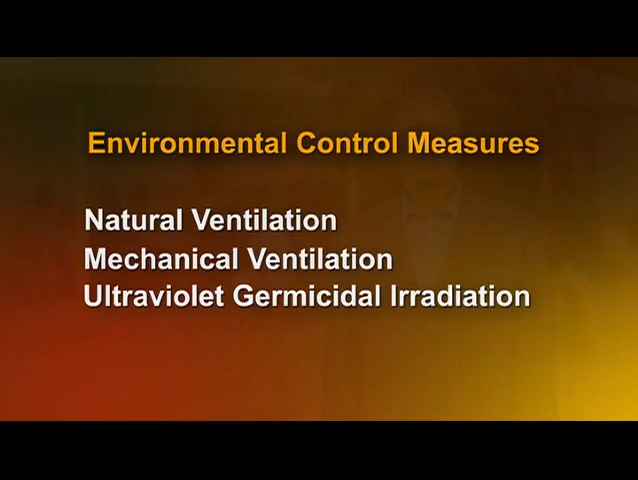 Environmental Control Measures
Natural Ventilation
Mechanical Ventilation
Ultraviolet Germicidal Irradiation